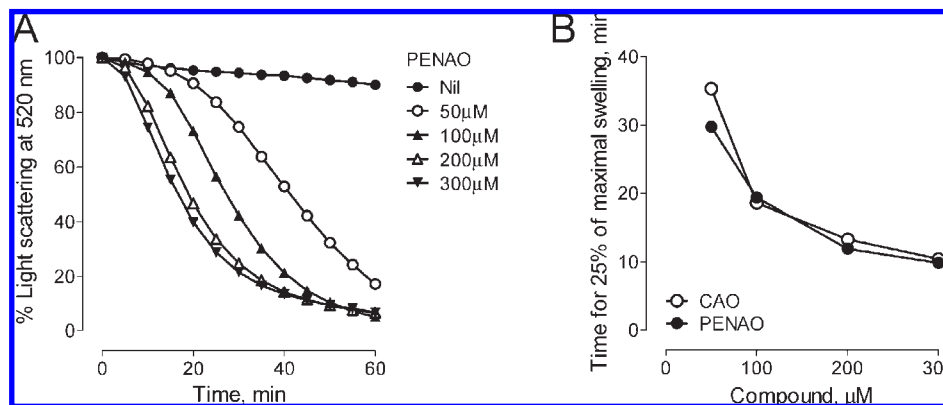 A
% Light scattering at 520 nm
100
80
60
40
20
0
0
20
40
60
Time, min
PENAO
Nil
50µM
100µM
200µM
300µM
B
Time for 25% of maximal swelling, min
40
30
20
10
0
0
100
200
300
Compound, µM
CAO
PENAO